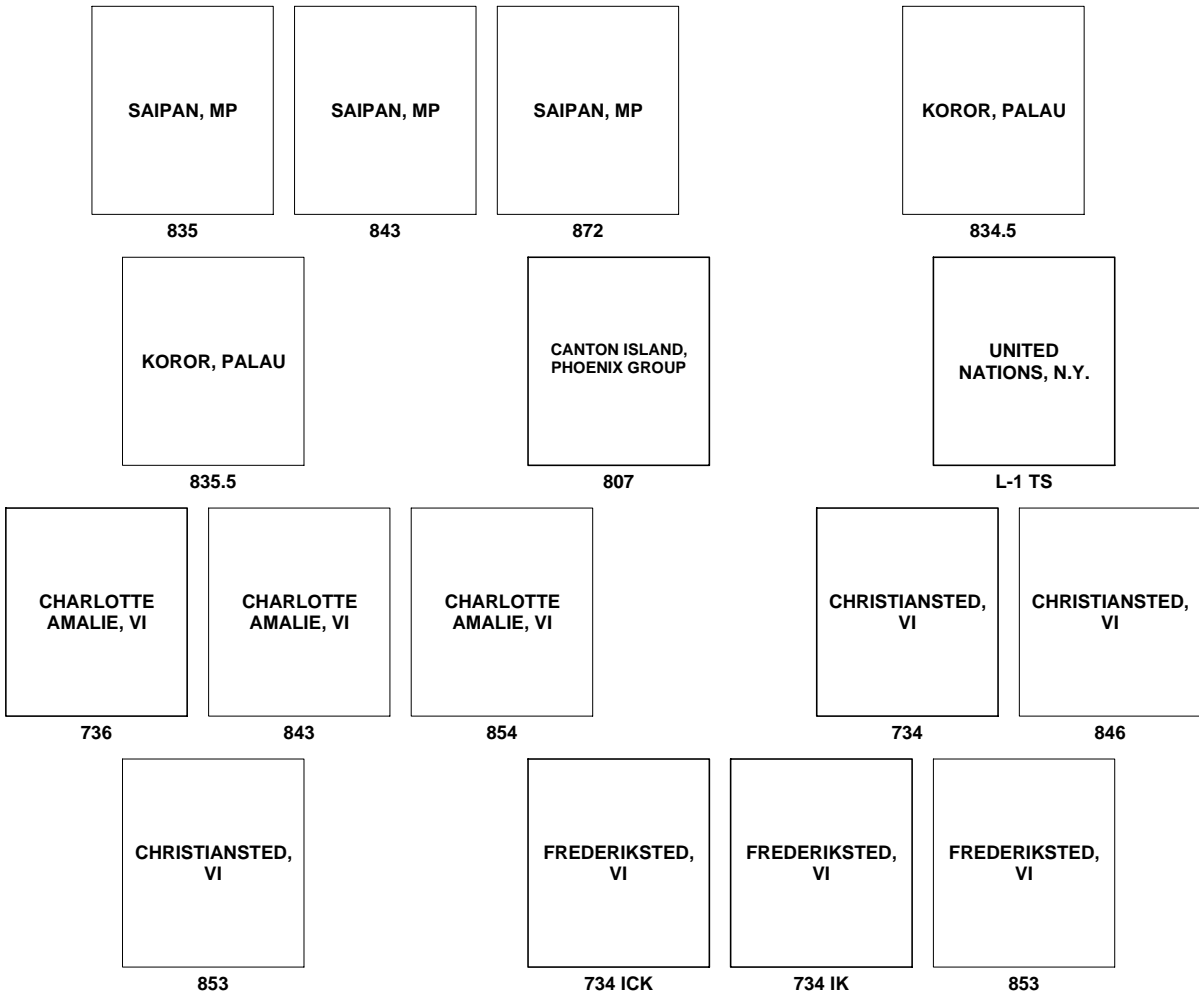 SAIPAN, MP
SAIPAN, MP
SAIPAN, MP
KOROR, PALAU
835
843
872
834.5
KOROR, PALAU
CANTON ISLAND,
PHOENIX GROUP
UNITED
NATIONS, N.Y.
835.5
807
L-1 TS
CHARLOTTE
AMALIE, VI
CHARLOTTE
AMALIE, VI
CHARLOTTE
AMALIE, VI
CHRISTIANSTED,
VI
CHRISTIANSTED,
VI
736
843
854
734
846
CHRISTIANSTED,
VI
FREDERIKSTED,
VI
FREDERIKSTED,
VI
FREDERIKSTED,
VI
853
734 ICK
734 IK
853